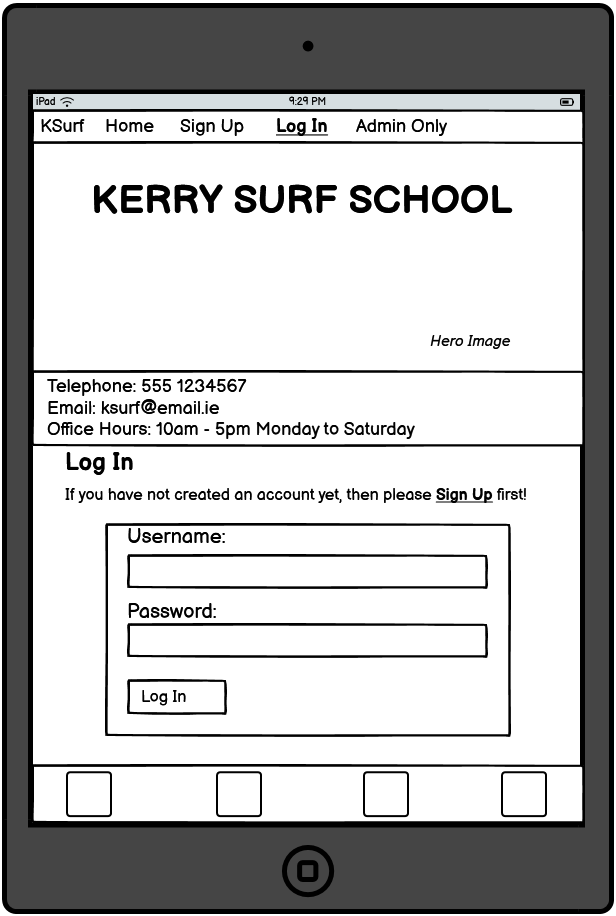 iPad 9:29 PM
KSurf Home Sign Up Log In Admin Only
KERRY SURF SCHOOL
Hero Image
Telephone: 555 1234567
Email: ksurf@email.ie
Office Hours: 10am - 5pm Monday to Saturday
Log In
If you have not created an account yet, then please Sign Up first!
Username:
Password:
Log In